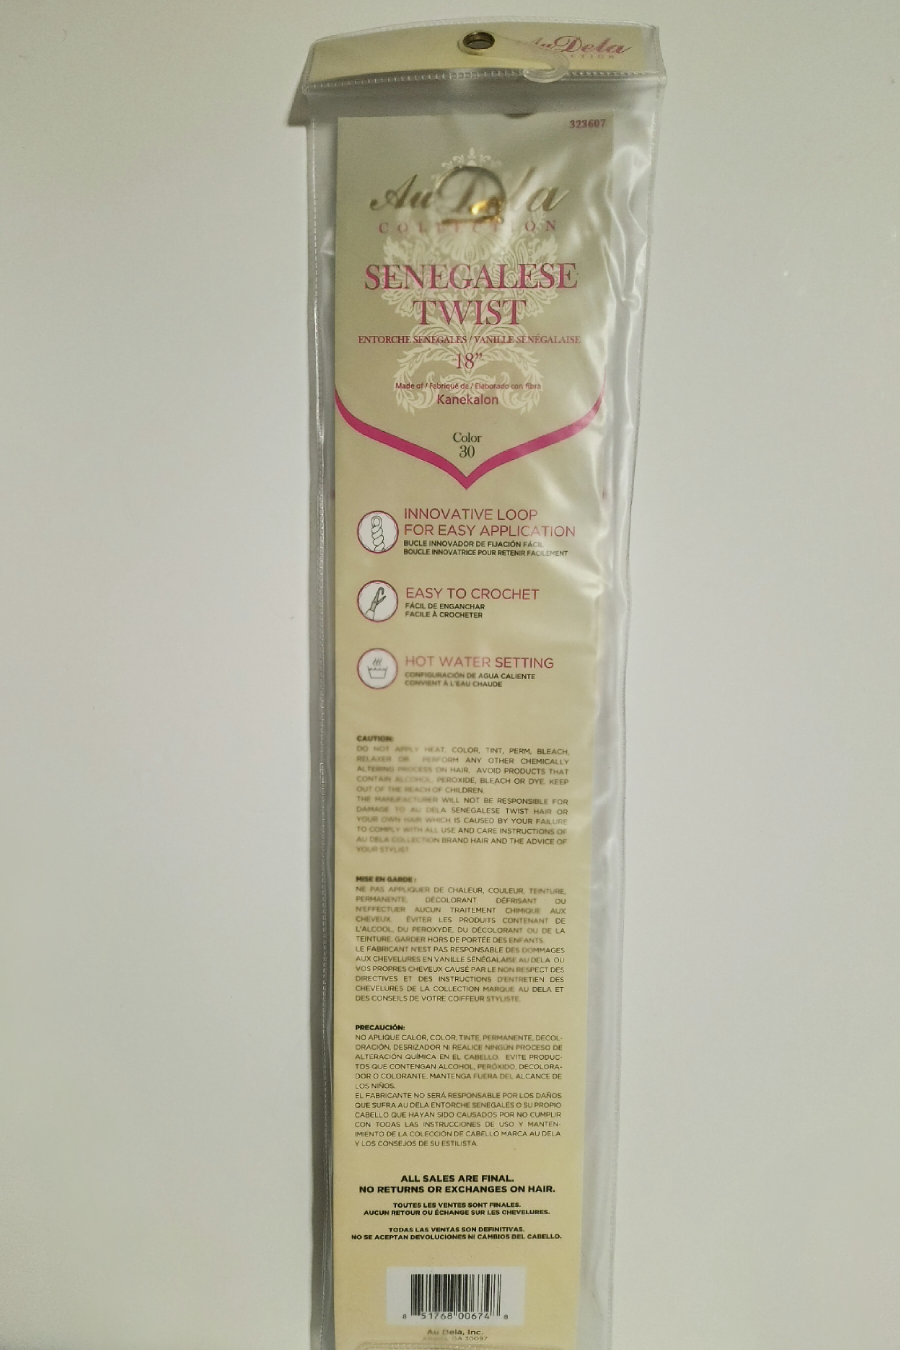 Au Dela
323607
Au Dela
COLLECTION
SENEGALESE
TWIST
ENTORCHE SENEGALES / VANILLE SÉNÉGALAISE
18"
Made of / Fabriqué de / Elaborado con fibra
Kanekalon
Color
30
INNOVATIVE LOOP
FOR EASY APPLICATION
BUCLE INNOVADOR DE FIJACIÓN FÁCIL
BOUCLE INNOVATRICE POUR RETENIR FACILEMENT
EASY TO CROCHET
FÁCIL DE ENGANCHAR
FACILE À CROCHETER
HOT WATER SETTING
CONFIGURACIÓN DE AGUA CALIENTE
CONVIENT À L'EAU CHAUDE
CAUTION:
DO NOT APPLY HEAT, COLOR, TINT, PERM, BLEACH,
RELAXER OR PERFORM ANY OTHER CHEMICALLY
ALTERING PROCESS ON HAIR. AVOID PRODUCTS THAT
CONTAIN ALCOHOL, PEROXIDE, BLEACH OR DYE. KEEP
OUT OF THE REACH OF CHILDREN.
THE MANUFACTURER WILL NOT BE RESPONSIBLE FOR
DAMAGE TO AU DELA SENEGALESE TWIST HAIR OR
YOUR OWN HAIR WHICH IS CAUSED BY YOUR FAILURE
TO COMPLY WITH ALL USE AND CARE INSTRUCTIONS OF
AU DELA COLLECTION BRAND HAIR AND THE ADVICE OF
YOUR STYLIST.
MISE EN GARDE :
NE PAS APPLIQUER DE CHALEUR, COULEUR, TEINTURE,
PERMANENTE, DÉCOLORANT DÉFRISANT OU
N'EFFECTUER AUCUN TRAITEMENT CHIMIQUE AUX
CHEVEUX. ÉVITER LES PRODUITS CONTENANT DE
L'ALCOOL, DU PEROXYDE, DU DÉCOLORANT OU DE LA
TEINTURE. GARDER HORS DE PORTÉE DES ENFANTS.
LE FABRICANT N'EST PAS RESPONSABLE DES DOMMAGES
AUX CHEVELURES EN VANILLE SÉNÉGALAISE AU DELA OU
VOS PROPRES CHEVEUX CAUSÉ PAR LE NON RESPECT DES
DIRECTIVES ET DES INSTRUCTIONS D'ENTRETIEN DES
CHEVELURES DE LA COLLECTION MARQUE AU DELA ET
DES CONSEILS DE VOTRE COIFFEUR STYLISTE.
PRECAUCIÓN:
NO APLIQUE CALOR, COLOR, TINTE, PERMANENTE, DECOL-
ORACIÓN, DESRIZADOR NI REALICE NINGÚN PROCESO DE
ALTERACIÓN QUÍMICA EN EL CABELLO. EVITE PRODUC-
TOS QUE CONTENGAN ALCOHOL, PERÓXIDO, DECOLORA-
DOR O COLORANTE. MANTENGA FUERA DEL ALCANCE DE
LOS NIÑOS.
EL FABRICANTE NO SERÁ RESPONSABLE POR LOS DAÑOS
QUE SUFRA AU DELA ENTORCHE SENEGALES O SU PROPIO
CABELLO QUE HAYAN SIDO CAUSADOS POR NO CUMPLIR
CON TODAS LAS INSTRUCCIONES DE USO Y MANTEN-
IMIENTO DE LA COLECCIÓN DE CABELLO MARCA AU DELA
Y LOS CONSEJOS DE SU ESTILISTA.
ALL SALES ARE FINAL.
NO RETURNS OR EXCHANGES ON HAIR.
TOUTES LES VENTES SONT FINALES.
AUCUN RETOUR OU ÉCHANGE SUR LES CHEVELURES.
TODAS LAS VENTAS SON DEFINITIVAS.
NO SE ACEPTAN DEVOLUCIONES NI CAMBIOS DEL CABELLO.
8 51768 00674 8
Au Dela, Inc.